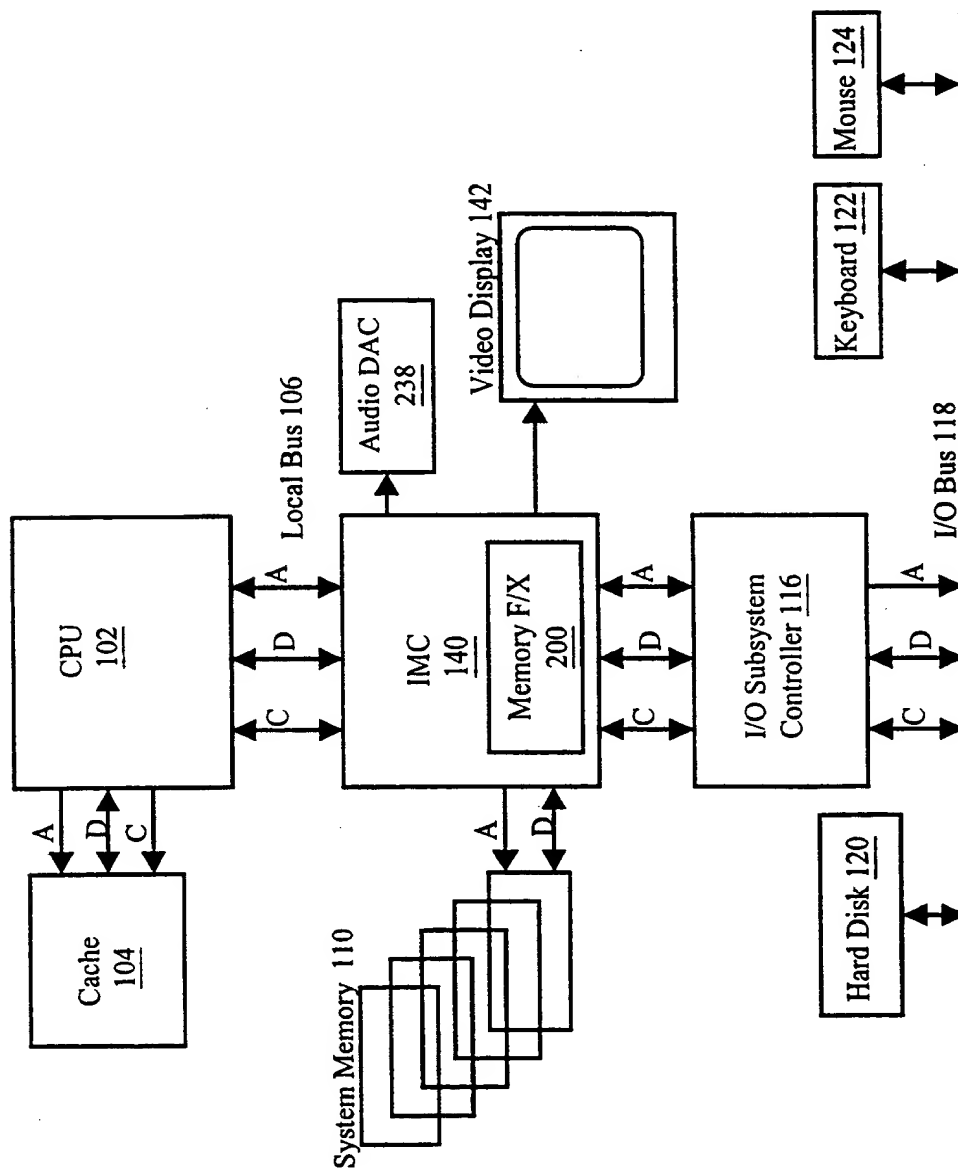 Cache
104
A
D
C
CPU
102
C
D
A
Local Bus 106
System Memory 110
A
D
IMC
140
Memory F/X
200
Audio DAC
238
Video Display 142
C
D
A
I/O Subsystem
Controller 116
C
D
A
I/O Bus 118
Hard Disk 120
Keyboard 122
Mouse 124